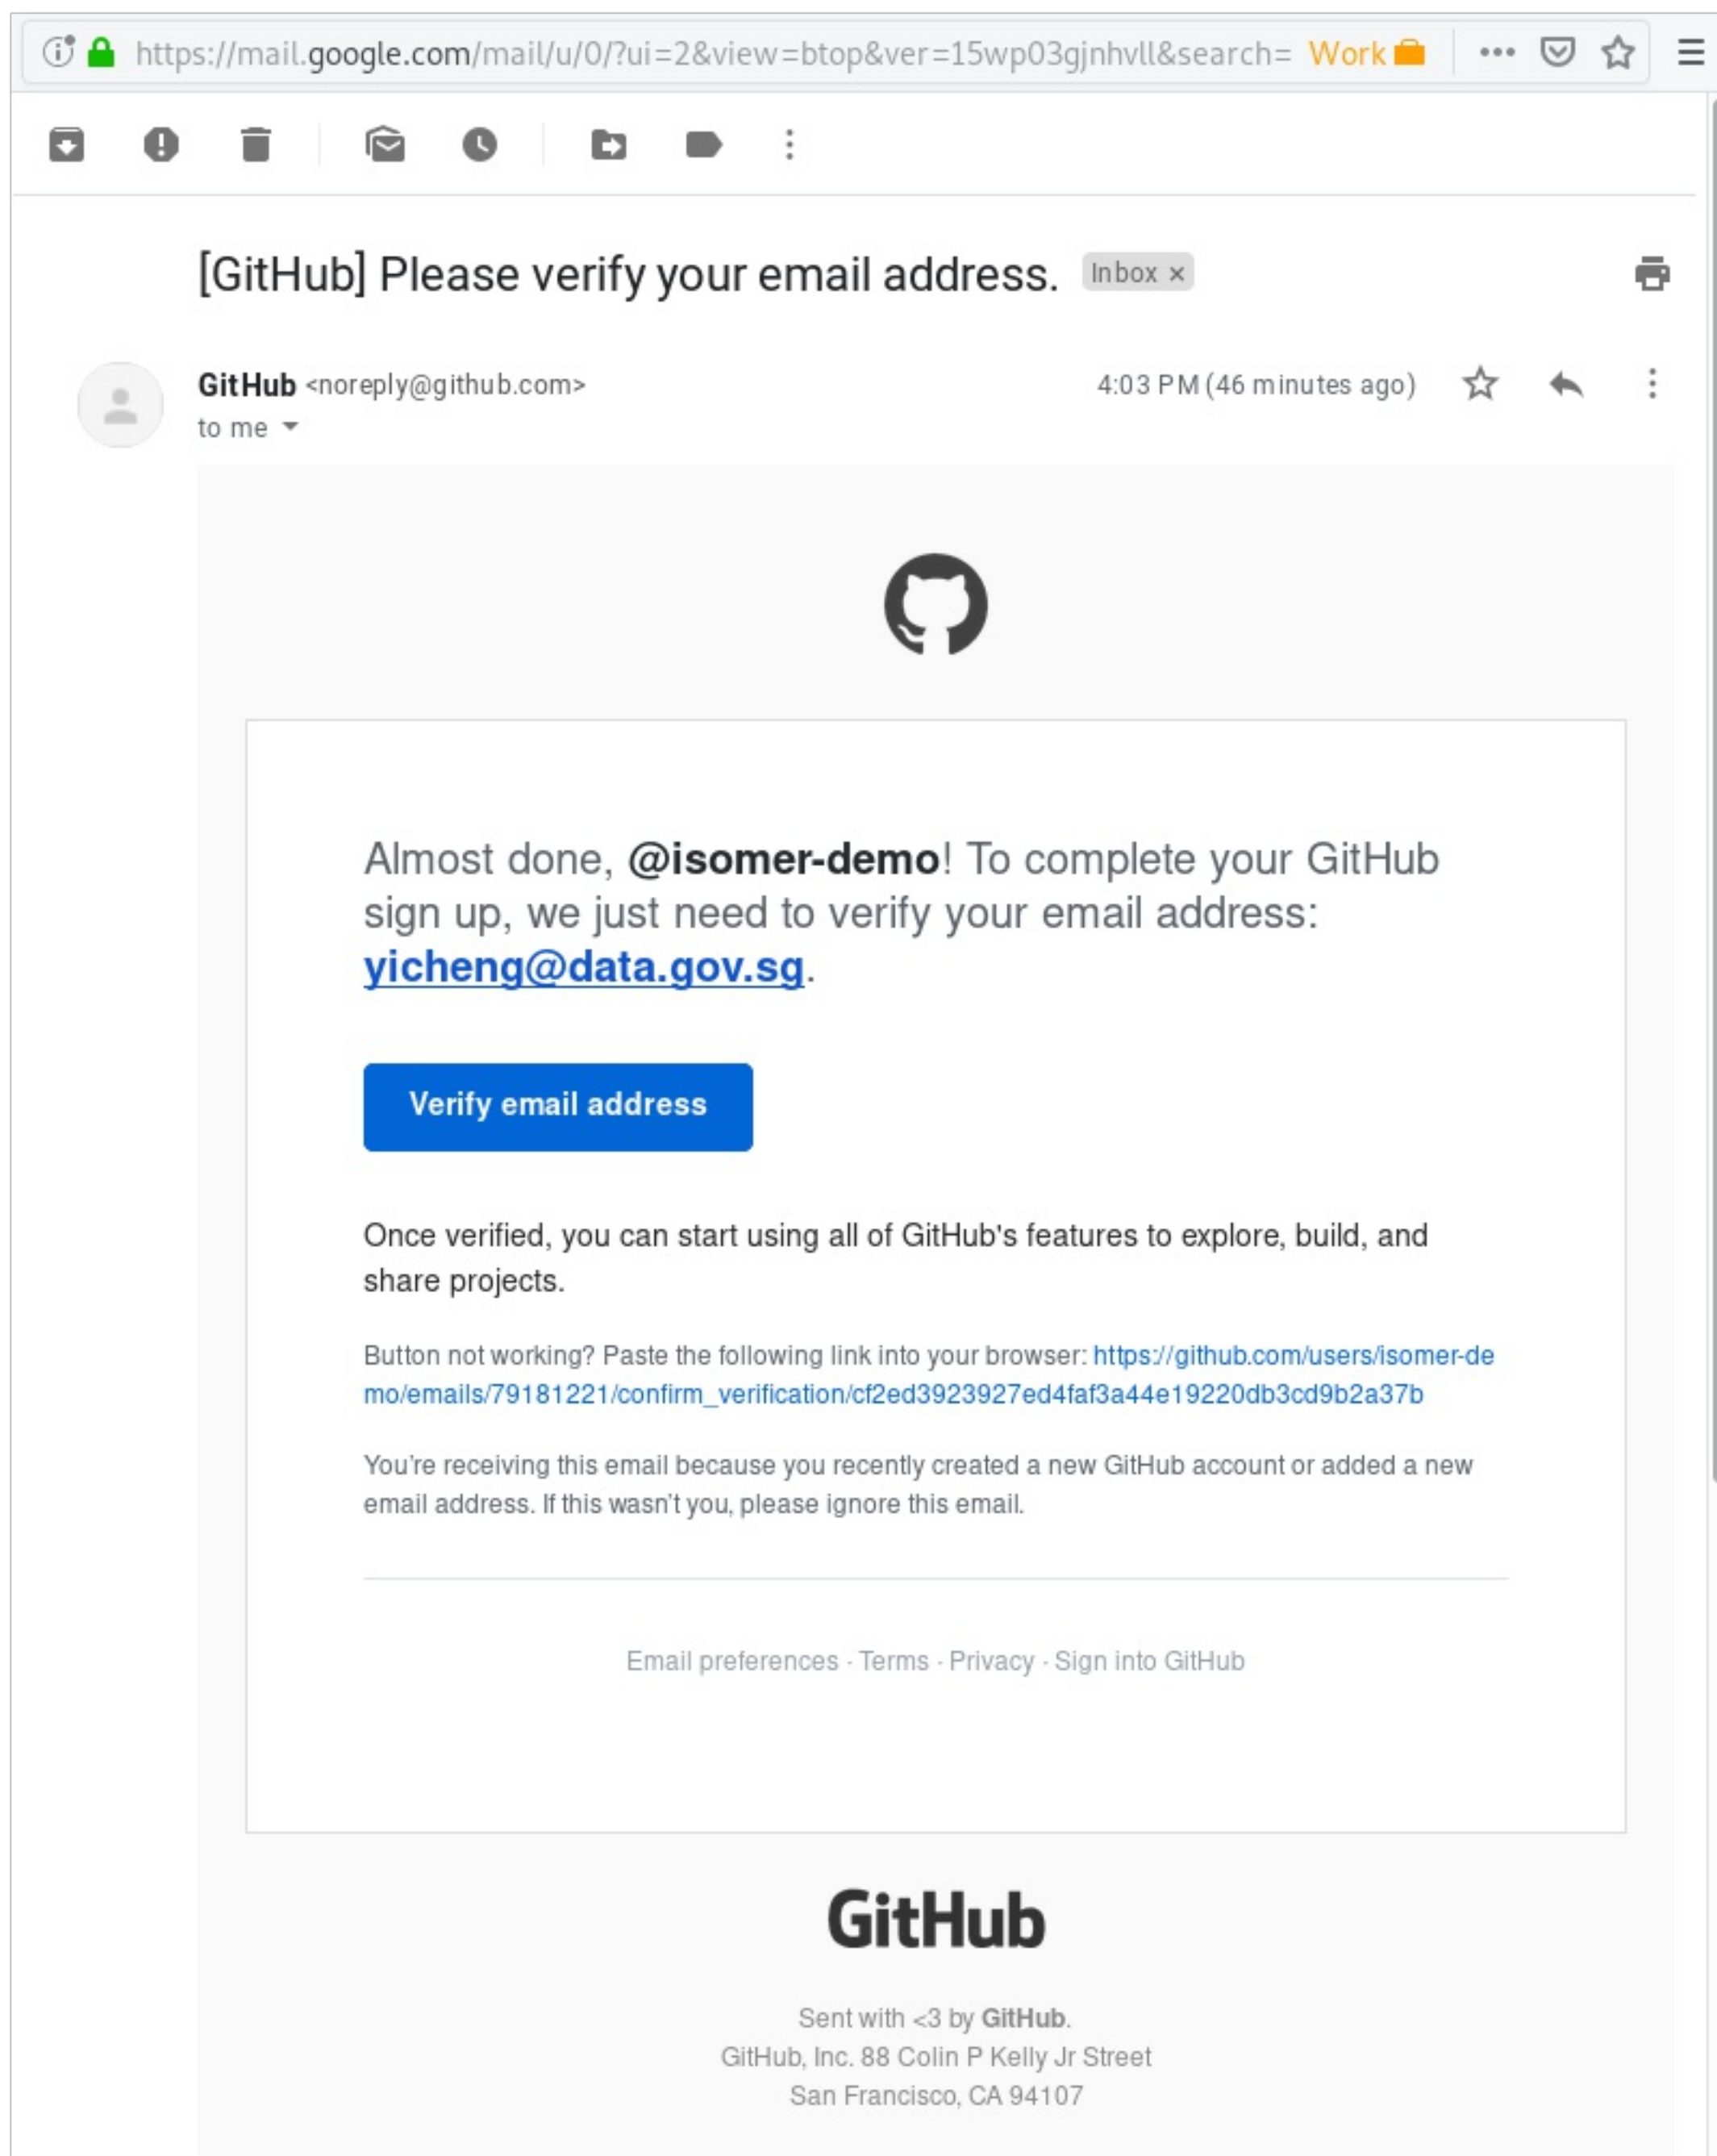 https://mail.google.com/mail/u/0/?ui=2&view=btop&ver=15wp03gjnhvll&search= Work
[GitHub] Please verify your email address. Inbox ×
GitHub <noreply@github.com> 4:03 PM (46 minutes ago)
to me
Almost done, @isomer-demo! To complete your GitHub
sign up, we just need to verify your email address:
yicheng@data.gov.sg.
Verify email address
Once verified, you can start using all of GitHub's features to explore, build, and
share projects.
Button not working? Paste the following link into your browser: https://github.com/users/isomer-de
mo/emails/79181221/confirm_verification/cf2ed3923927ed4faf3a44e19220db3cd9b2a37b
You're receiving this email because you recently created a new GitHub account or added a new
email address. If this wasn't you, please ignore this email.
Email preferences · Terms · Privacy · Sign into GitHub
GitHub
Sent with <3 by GitHub.
GitHub, Inc. 88 Colin P Kelly Jr Street
San Francisco, CA 94107